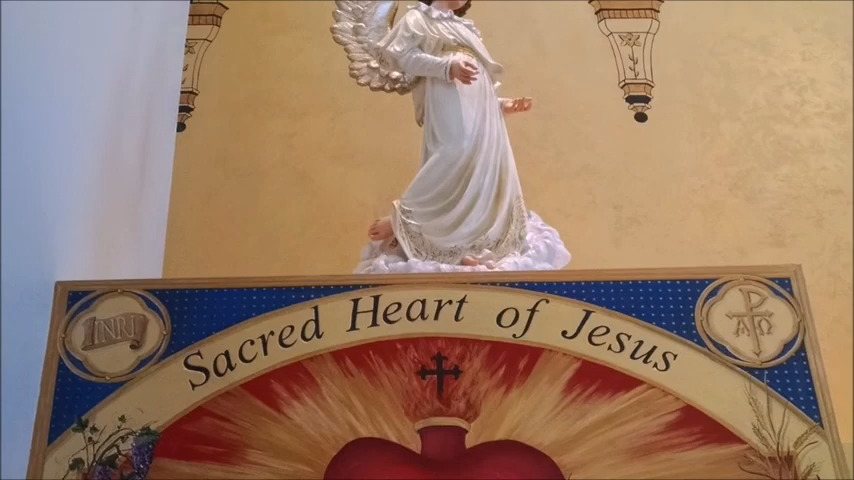 Sacred Heart of Jesus
INRI
Α Ω